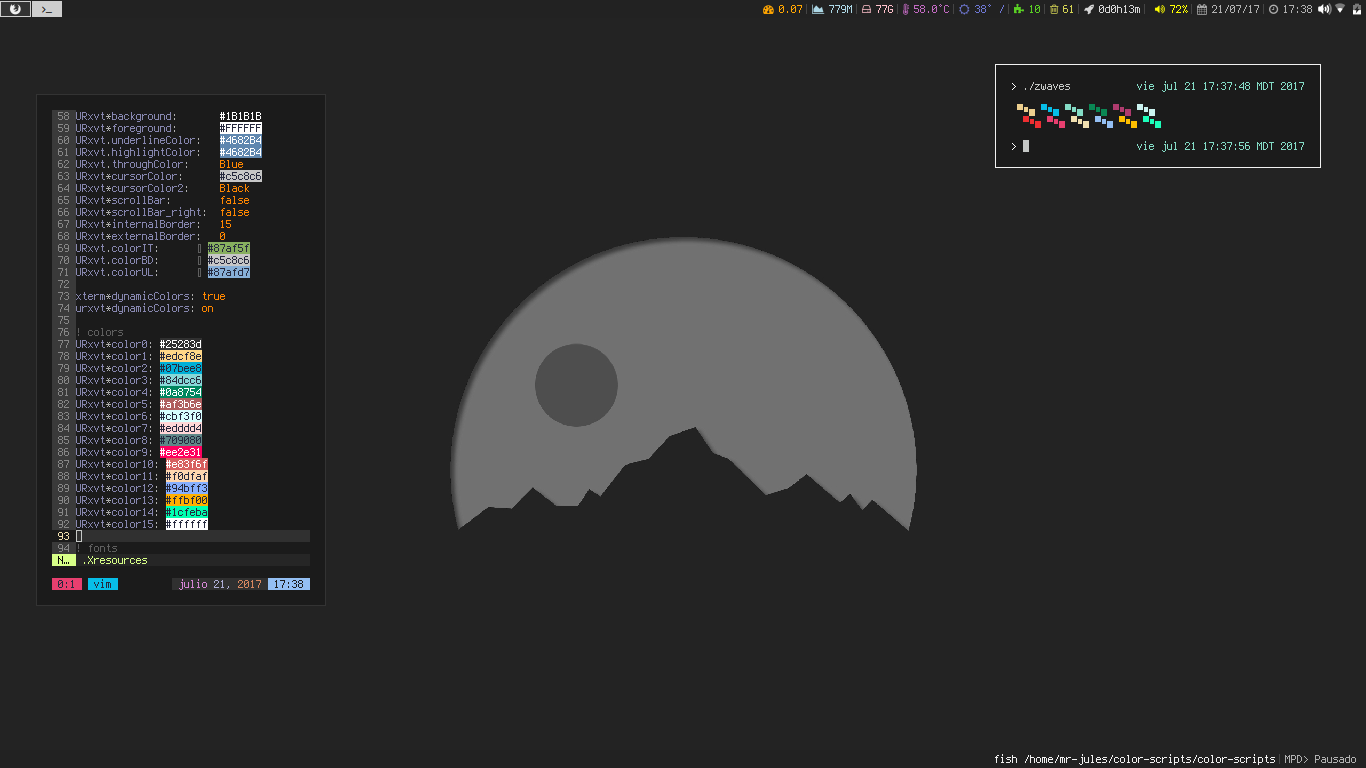 0.07 | 779M | 77G | 58.0°C | 38° / | 10 | 61 | 0d0h13m | 72% | 21/07/17 | 17:38
58 URxvt*background: #1B1B1B
59 URxvt*foreground: #FFFFFF
60 URxvt.underlineColor: #4682B4
61 URxvt.highlightColor: #4682B4
62 URxvt.throughColor: Blue
63 URxvt*cursorColor: #c5c8c6
64 URxvt*cursorColor2: Black
65 URxvt*scrollBar: false
66 URxvt*scrollBar_right: false
67 URxvt*internalBorder: 15
68 URxvt*externalBorder: 0
69 URxvt.colorIT: #87af5f
70 URxvt.colorBD: #c5c8c6
71 URxvt.colorUL: #87afd7
72
73 xterm*dynamicColors: true
74 urxvt*dynamicColors: on
75
76 ! colors
77 URxvt*color0: #25283d
78 URxvt*color1: #edcf8e
79 URxvt*color2: #07bee8
80 URxvt*color3: #84dcc6
81 URxvt*color4: #0a8754
82 URxvt*color5: #af3b6e
83 URxvt*color6: #cbf3f0
84 URxvt*color7: #edddd4
85 URxvt*color8: #709080
86 URxvt*color9: #ee2e31
87 URxvt*color10: #e83f6f
88 URxvt*color11: #f0dfaf
89 URxvt*color12: #94bff3
90 URxvt*color13: #ffbf00
91 URxvt*color14: #1cfeba
92 URxvt*color15: #ffffff
93
94 ! fonts
N… .Xresources
0:1 vim julio 21, 2017 17:38
> ./zwaves vie jul 21 17:37:48 MDT 2017
> vie jul 21 17:37:56 MDT 2017
fish /home/mr-jules/color-scripts/color-scripts | MPD> Pausado